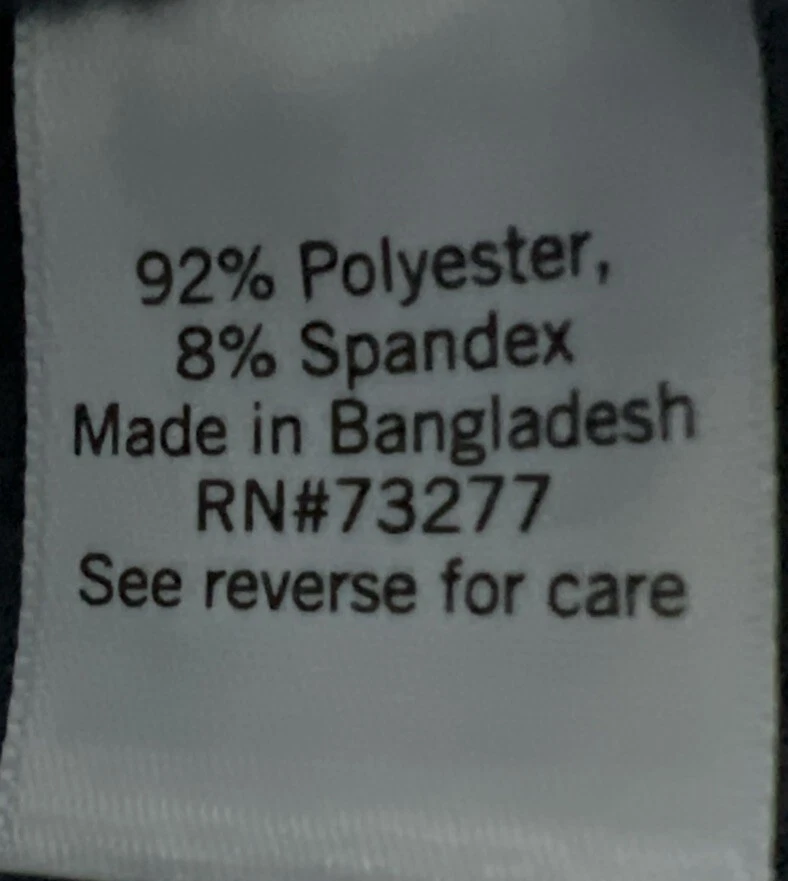 92% Polyester,
8% Spandex
Made in Bangladesh
RN#73277
See reverse for care